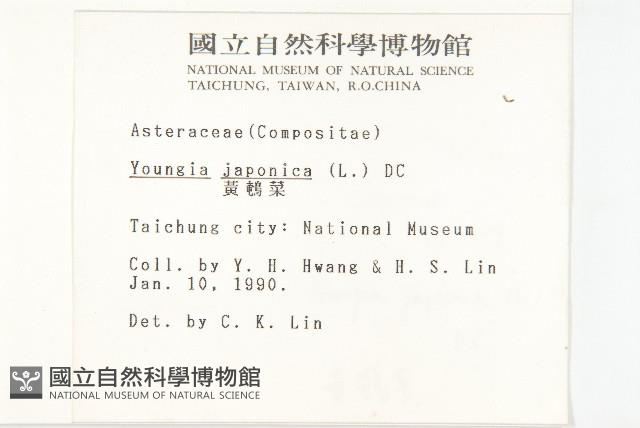 國立自然科學博物館
NATIONAL MUSEUM OF NATURAL SCIENCE
TAICHUNG, TAIWAN, R.O.CHINA
Asteraceae(Compositae)
Youngia japonica (L.) DC
黃鵪菜
Taichung city: National Museum
Coll. by Y. H. Hwang & H. S. Lin
Jan. 10, 1990.
Det. by C. K. Lin
國立自然科學博物館
NATIONAL MUSEUM OF NATURAL SCIENCE